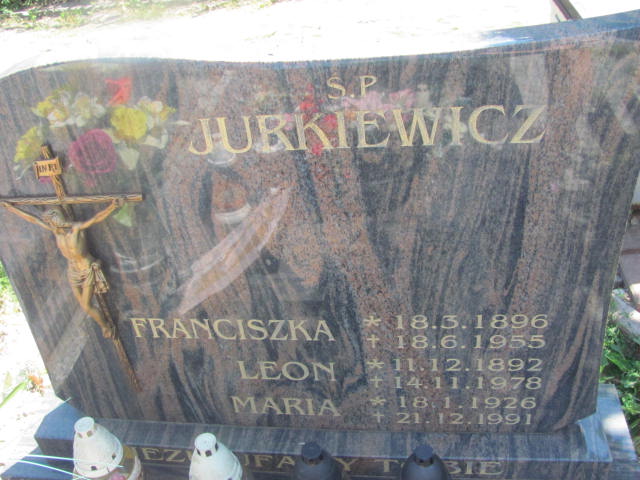 Ś.P
JURKIEWICZ
INRI
FRANCISZKA * 18.3.1896
† 18.6.1955
LEON * 11.12.1892
† 14.11.1978
MARIA * 18.1.1926
† 21.12.1991